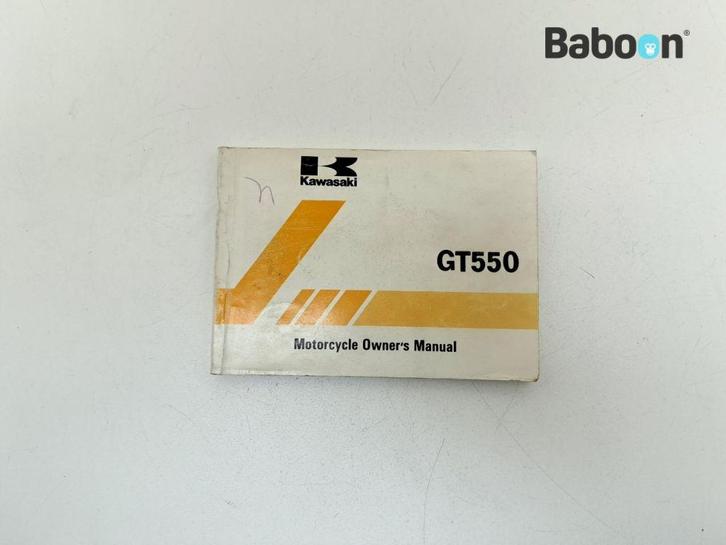 Baboon®
Kawasaki
GT550
Motorcycle Owner's Manual